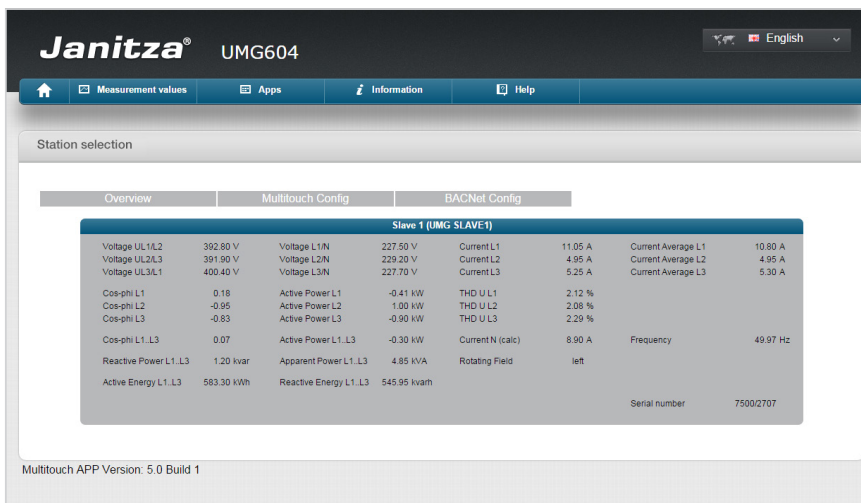 Janitza® UMG604
English
Measurement values Apps i Information ? Help
Station selection
Overview Multitouch Config BACNet Config
Slave 1 (UMG SLAVE1)
Voltage UL1/L2 392.80 V Voltage L1/N 227.50 V Current L1 11.05 A Current Average L1 10.80 A
Voltage UL2/L3 391.90 V Voltage L2/N 229.20 V Current L2 4.95 A Current Average L2 4.95 A
Voltage UL3/L1 400.40 V Voltage L3/N 227.70 V Current L3 5.25 A Current Average L3 5.30 A
Cos-phi L1 0.18 Active Power L1 -0.41 kW THD U L1 2.12 %
Cos-phi L2 -0.95 Active Power L2 1.00 kW THD U L2 2.08 %
Cos-phi L3 -0.83 Active Power L3 -0.90 kW THD U L3 2.29 %
Cos-phi L1..L3 0.07 Active Power L1..L3 -0.30 kW Current N (calc) 8.90 A Frequency 49.97 Hz
Reactive Power L1..L3 1.20 kvar Apparent Power L1..L3 4.85 kVA Rotating Field left
Active Energy L1..L3 583.30 kWh Reactive Energy L1..L3 545.95 kvarh
Serial number 7500/2707
Multitouch APP Version: 5.0 Build 1